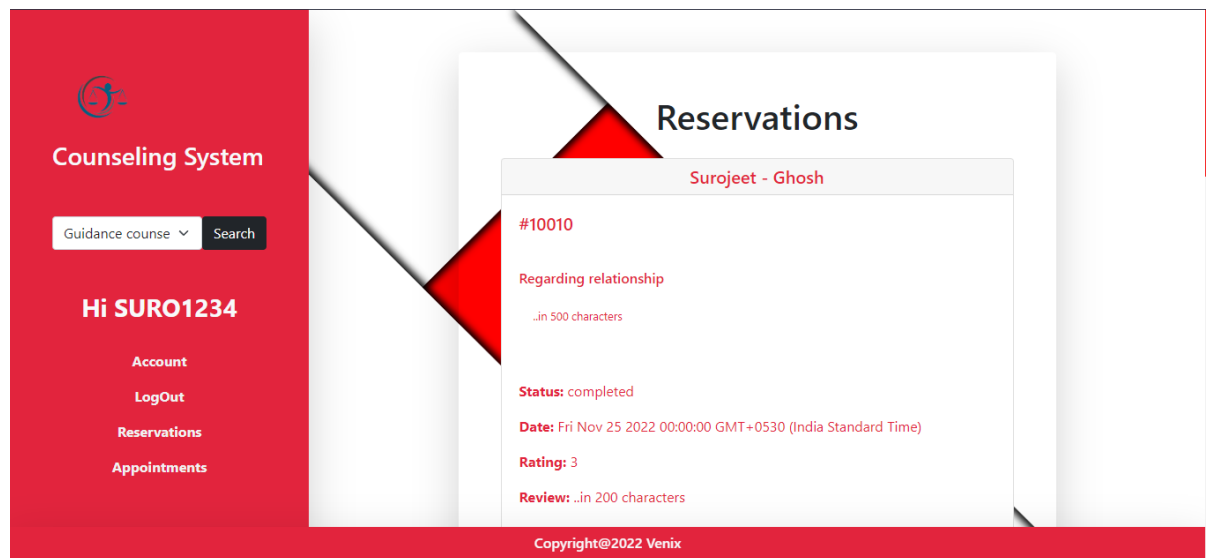 Counseling System
Guidance counse
Search
Hi SURO1234
Account
LogOut
Reservations
Appointments
Reservations
Surojeet - Ghosh
#10010
Regarding relationship
..in 500 characters
Status: completed
Date: Fri Nov 25 2022 00:00:00 GMT+0530 (India Standard Time)
Rating: 3
Review: ..in 200 characters
Copyright@2022 Venix